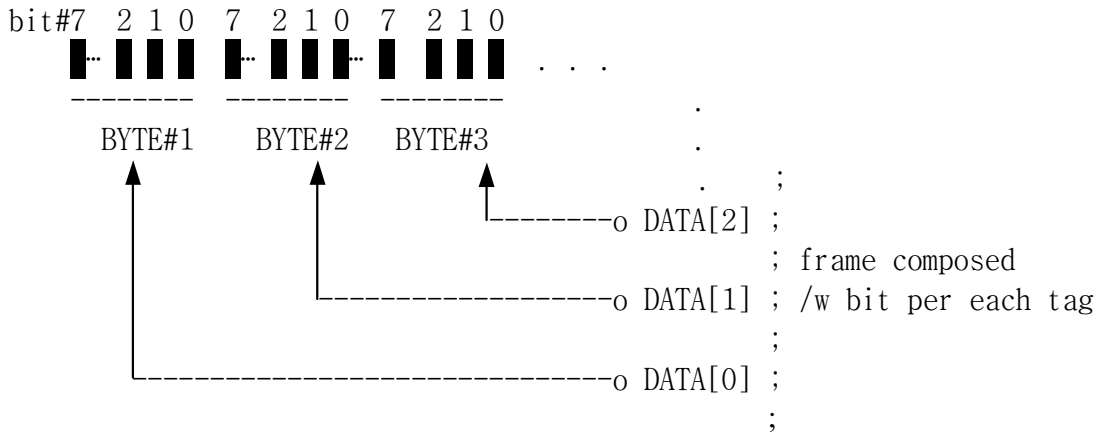 bit#7 2 1 0 7 2 1 0 7 2 1 0
… … … . . .
-------- -------- -------- .
BYTE#1 BYTE#2 BYTE#3 .
. ;
--------o DATA[2] ;
; frame composed
----------------o DATA[1] ; /w bit per each tag
;
--------------------------o DATA[0] ;
;